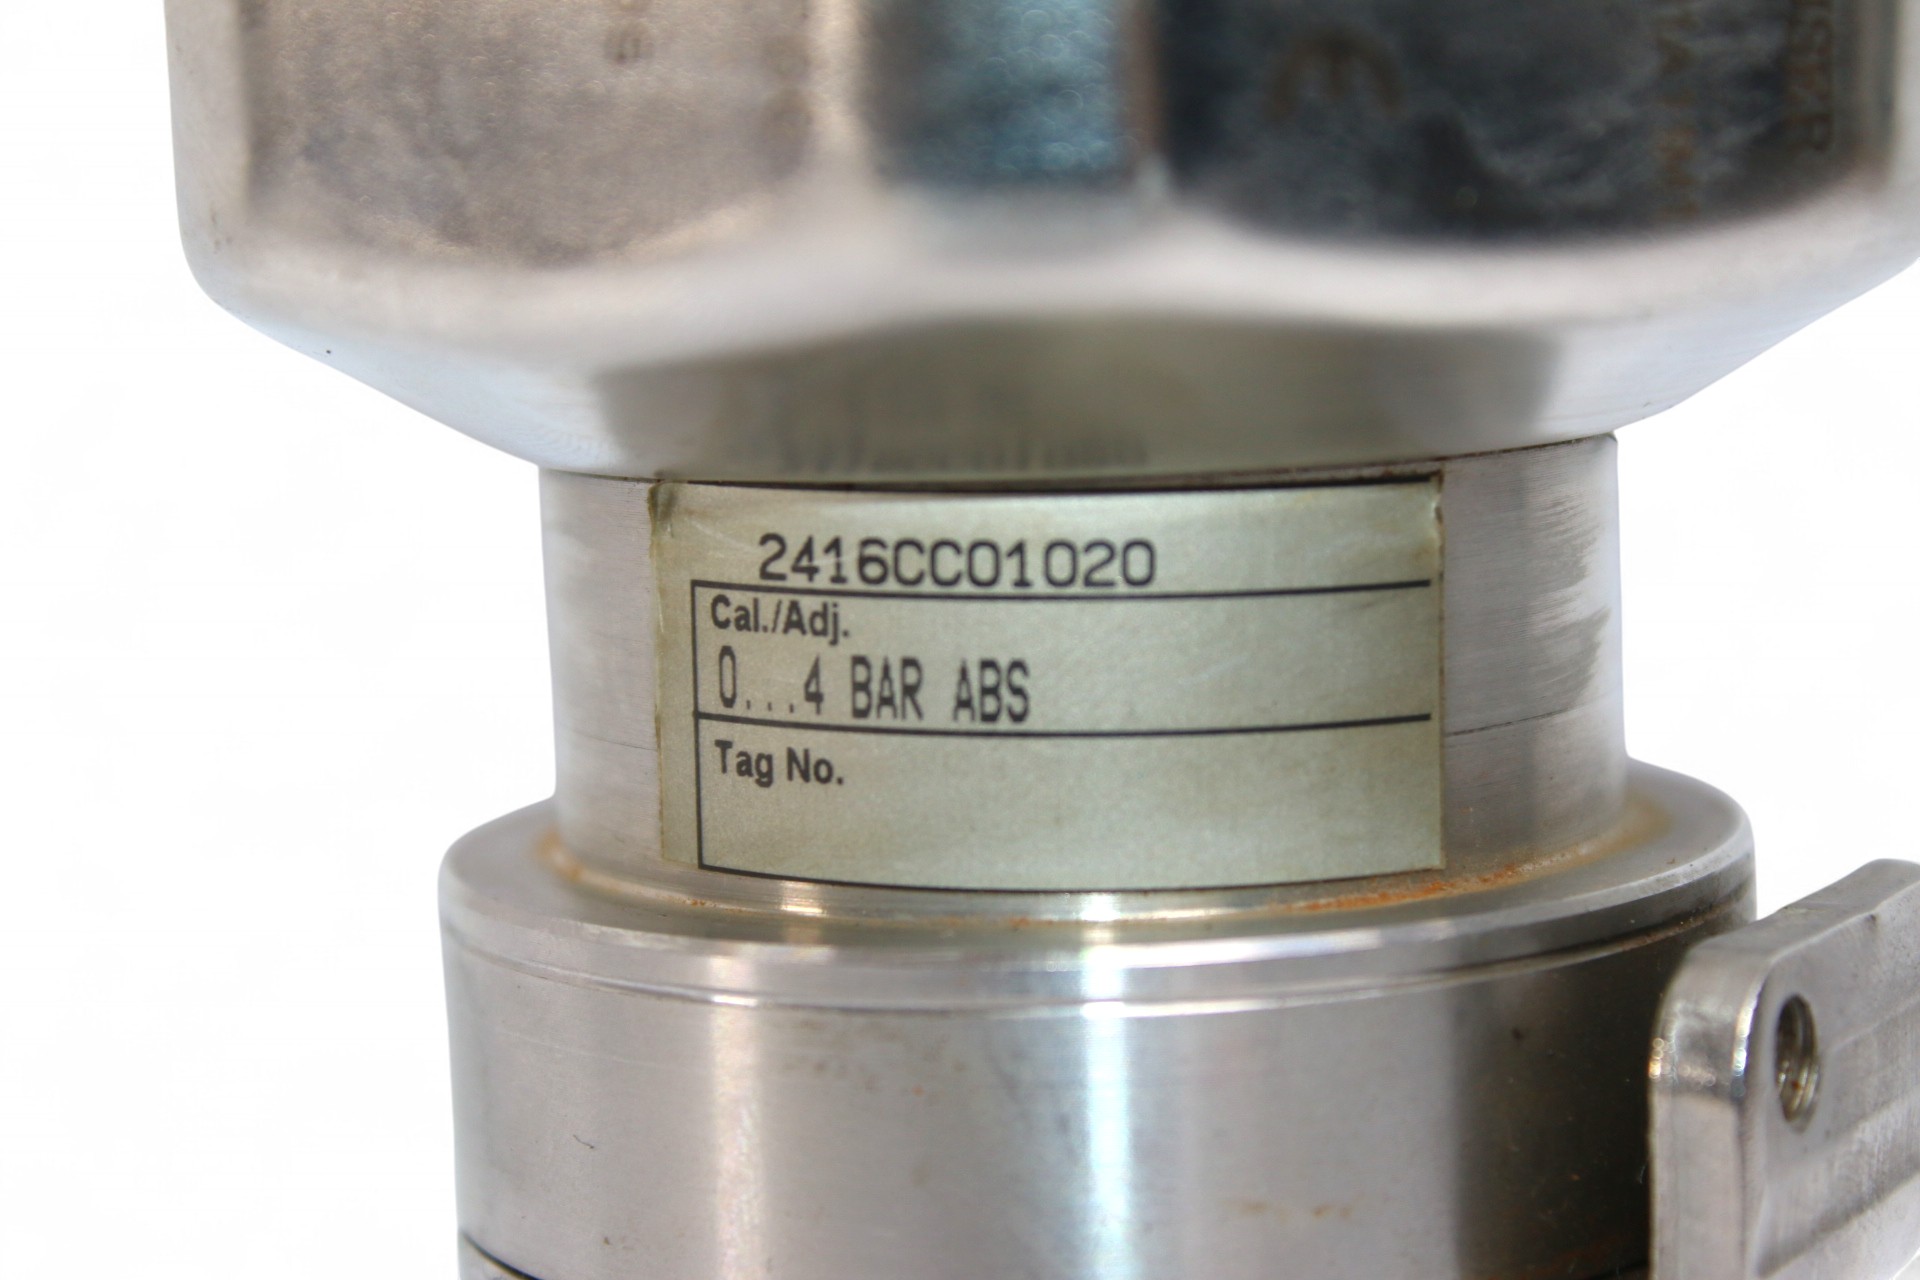 2416CC01020
Cal./Adj.
0...4 BAR ABS
Tag No.